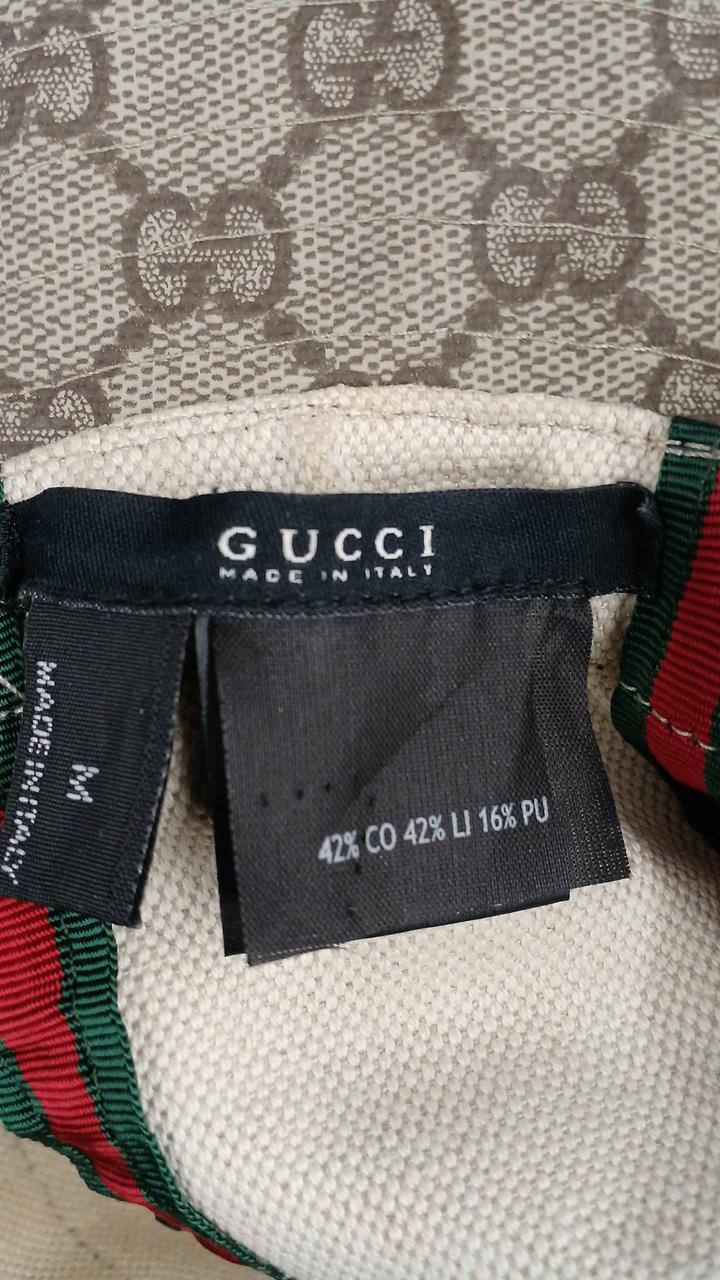 GUCCI
MADE IN ITALY
MADE IN ITALY
M
42% CO 42% LI 16% PU